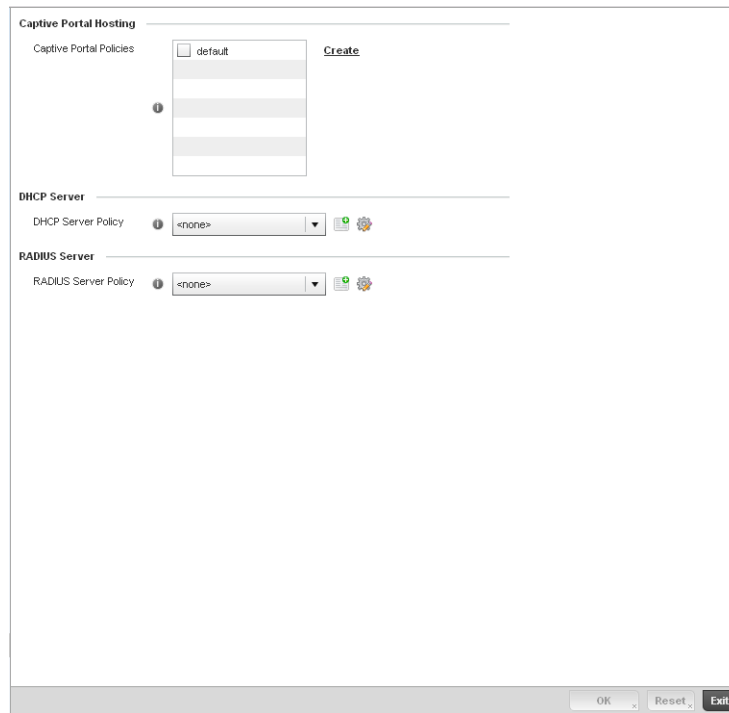 Captive Portal Hosting
Captive Portal Policies
default
Create
DHCP Server
DHCP Server Policy
<none>
RADIUS Server
RADIUS Server Policy
<none>
OK
Reset
Exit